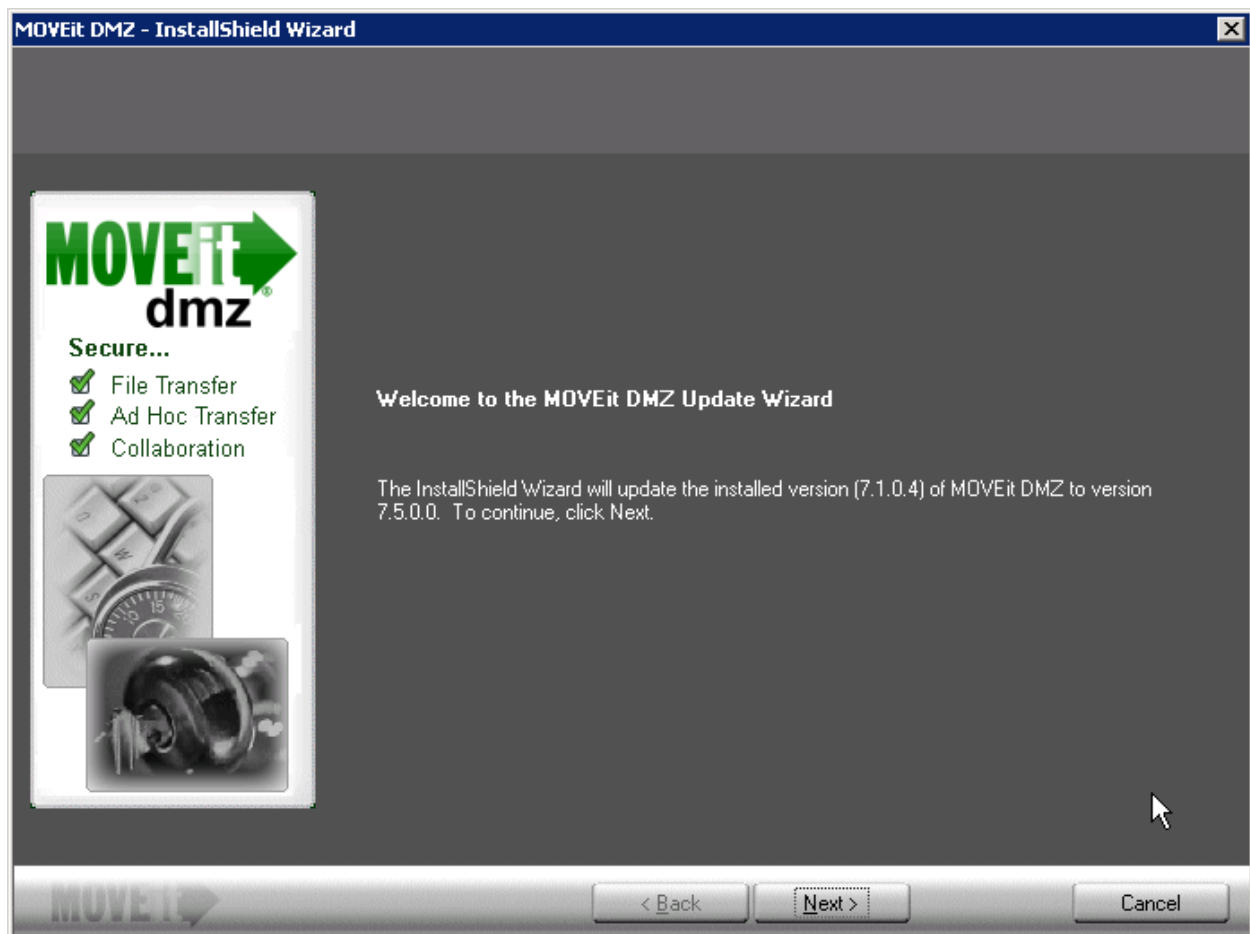 MOVEit DMZ - InstallShield Wizard
MOVEit
dmz®
Secure...
File Transfer
Ad Hoc Transfer
Collaboration
Welcome to the MOVEit DMZ Update Wizard
The InstallShield Wizard will update the installed version (7.1.0.4) of MOVEit DMZ to version
7.5.0.0. To continue, click Next.
MOVEit
< Back
Next >
Cancel